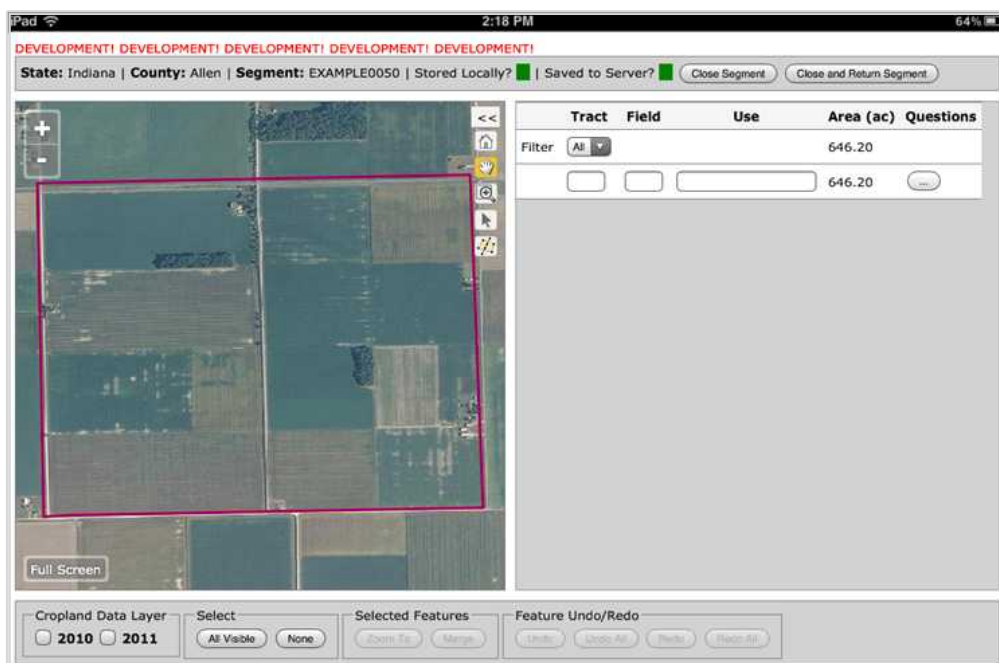 iPad 2:18 PM 64%
DEVELOPMENT! DEVELOPMENT! DEVELOPMENT! DEVELOPMENT! DEVELOPMENT!
State: Indiana | County: Allen | Segment: EXAMPLE0050 | Stored Locally? | Saved to Server? Close Segment Close and Return Segment
+
-
<<
Full Screen
Tract Field Use Area (ac) Questions
Filter All 646.20
646.20 ...
Cropland Data Layer Select Selected Features Feature Undo/Redo
2010 2011 All Visible None Zoom To Merge Undo Undo All Redo Redo All